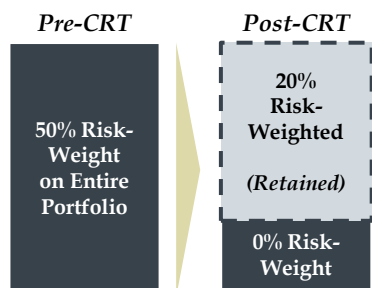 Pre-CRT
Post-CRT
50% Risk-
Weight
on Entire
Portfolio
20%
Risk-
Weighted
(Retained)
0% Risk-
Weight